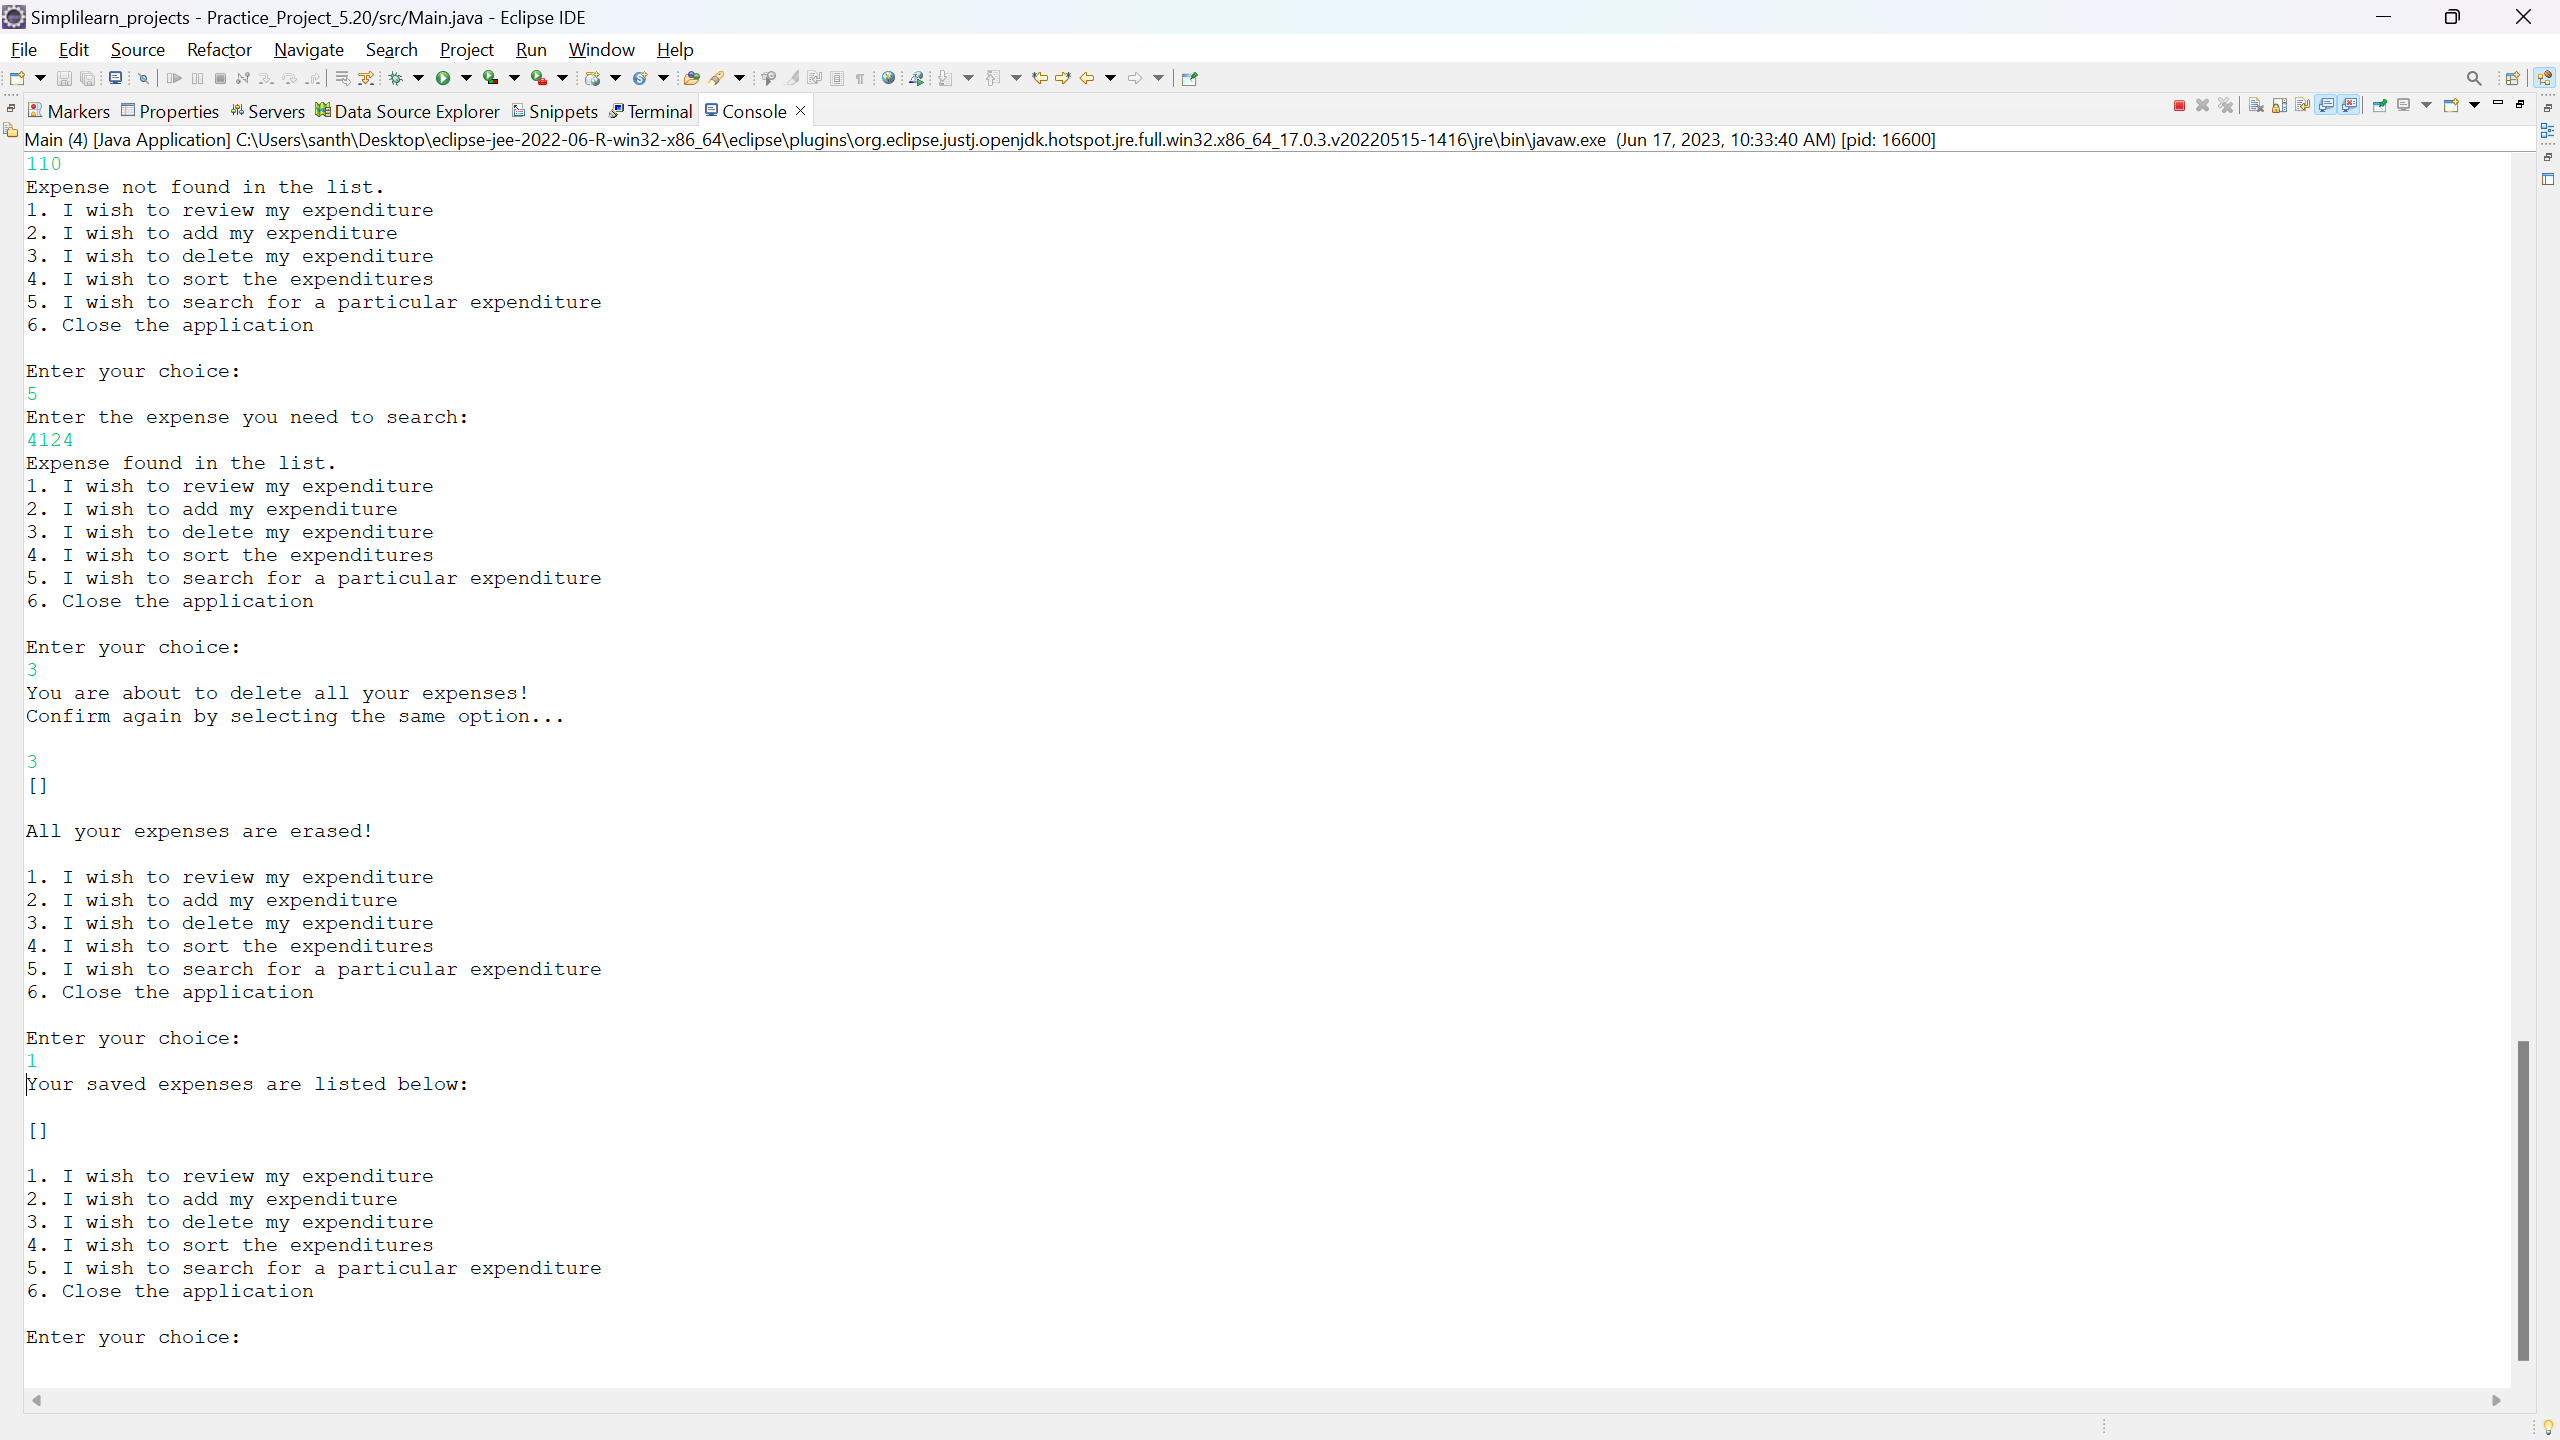 Simplilearn_projects - Practice_Project_5.20/src/Main.java - Eclipse IDE
File Edit Source Refactor Navigate Search Project Run Window Help
Markers Properties Servers Data Source Explorer Snippets Terminal Console
Main (4) [Java Application] C:\Users\santh\Desktop\eclipse-jee-2022-06-R-win32-x86_64\eclipse\plugins\org.eclipse.justj.openjdk.hotspot.jre.full.win32.x86_64_17.0.3.v20220515-1416\jre\bin\javaw.exe (Jun 17, 2023, 10:33:40 AM) [pid: 16600]
110
Expense not found in the list.
1. I wish to review my expenditure
2. I wish to add my expenditure
3. I wish to delete my expenditure
4. I wish to sort the expenditures
5. I wish to search for a particular expenditure
6. Close the application
Enter your choice:
5
Enter the expense you need to search:
4124
Expense found in the list.
1. I wish to review my expenditure
2. I wish to add my expenditure
3. I wish to delete my expenditure
4. I wish to sort the expenditures
5. I wish to search for a particular expenditure
6. Close the application
Enter your choice:
3
You are about to delete all your expenses!
Confirm again by selecting the same option...
3
[]
All your expenses are erased!
1. I wish to review my expenditure
2. I wish to add my expenditure
3. I wish to delete my expenditure
4. I wish to sort the expenditures
5. I wish to search for a particular expenditure
6. Close the application
Enter your choice:
1
Your saved expenses are listed below:
[]
1. I wish to review my expenditure
2. I wish to add my expenditure
3. I wish to delete my expenditure
4. I wish to sort the expenditures
5. I wish to search for a particular expenditure
6. Close the application
Enter your choice: